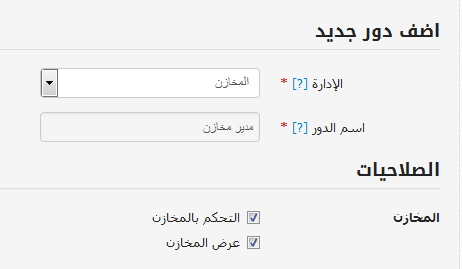 اضف دور جديد
الإدارة [?] *
المخازن
اسم الدور [?] *
مدير مخازن
الصلاحيات
المخازن
التحكم بالمخازن
عرض المخازن